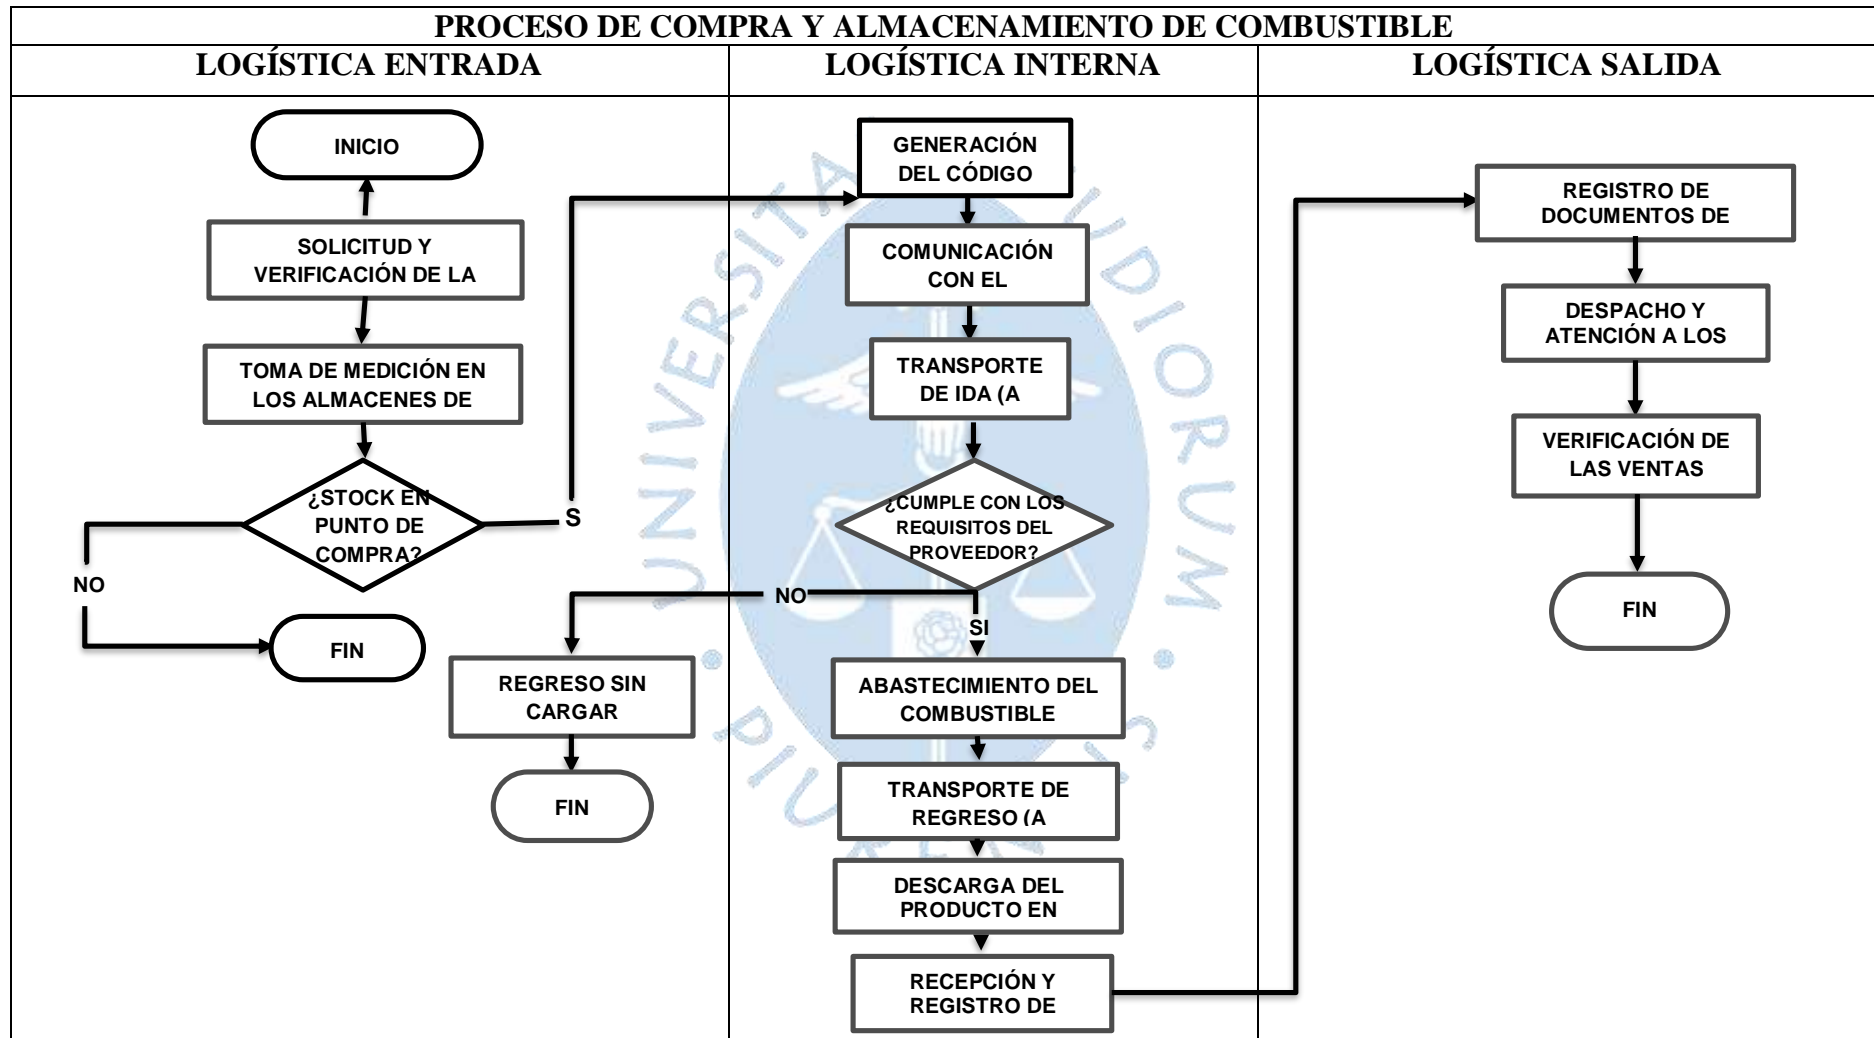 PROCESO DE COMPRA Y ALMACENAMIENTO DE COMBUSTIBLE
LOGÍSTICA ENTRADA
LOGÍSTICA INTERNA
LOGÍSTICA SALIDA
INICIO
SOLICITUD Y
VERIFICACIÓN DE LA
TOMA DE MEDICIÓN EN
LOS ALMACENES DE
¿STOCK EN
PUNTO DE
COMPRA?
S
NO
FIN
GENERACIÓN
DEL CÓDIGO
COMUNICACIÓN
CON EL
TRANSPORTE
DE IDA (A
¿CUMPLE CON LOS
REQUISITOS DEL
PROVEEDOR?
NO
SI
REGRESO SIN
CARGAR
FIN
ABASTECIMIENTO DEL
COMBUSTIBLE
TRANSPORTE DE
REGRESO (A
DESCARGA DEL
PRODUCTO EN
RECEPCIÓN Y
REGISTRO DE
REGISTRO DE
DOCUMENTOS DE
DESPACHO Y
ATENCIÓN A LOS
VERIFICACIÓN DE
LAS VENTAS
FIN